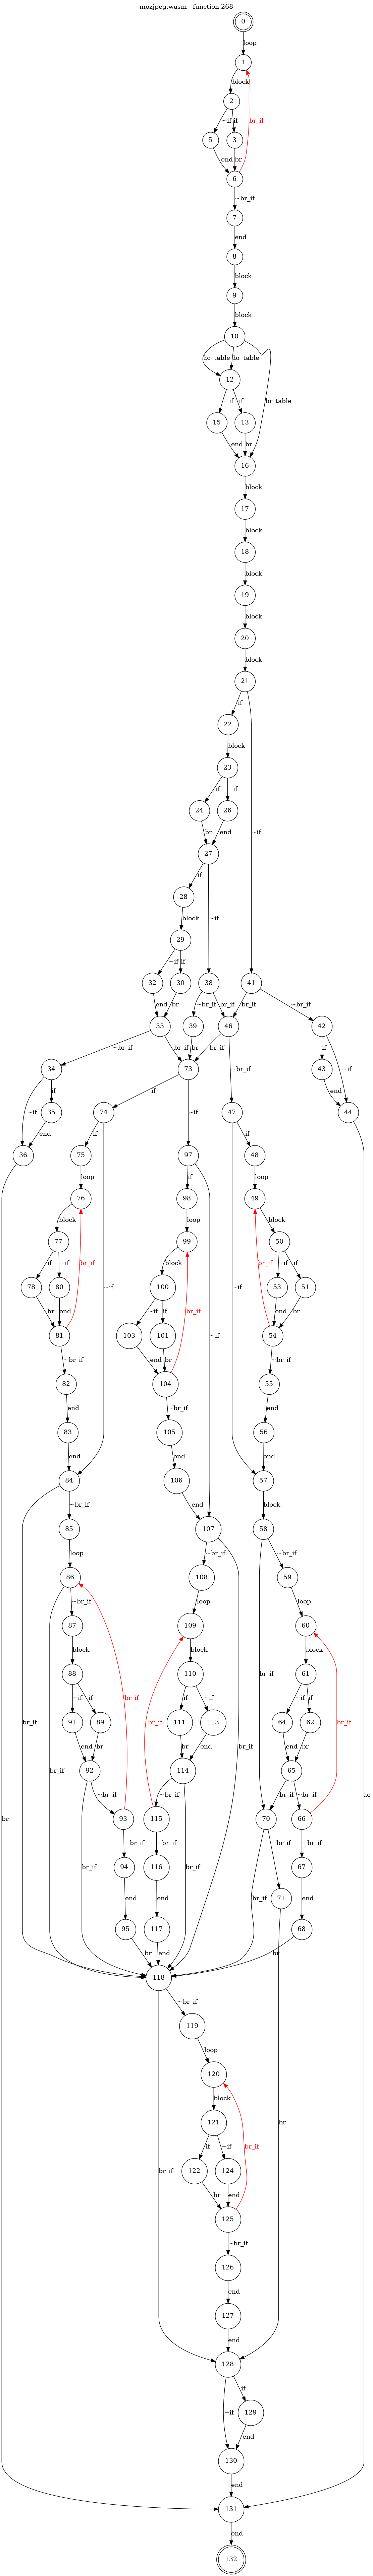 mozjpeg.wasm - function 268
0
loop
1
block
2
~if if
5 3
end br br_if
6
~br_if
7
end
8
block
9
block
10
br_table br_table br_table
12
~if if
15 13
end br
16
block
17
block
18
block
19
block
20
block
21
if
22
block
23
if ~if ~if
24 26
br end
27
if ~if
28
block
29
~if if
32 30 38 41
end br ~br_if br_if br_if ~br_if
33 39 46 42
~br_if br_if br br_if ~br_if if ~if
34 73 43
if ~if if ~if end
35 74 97 47 44
end if if ~if if
36 75 98 48
loop loop loop
76 99 49
block block block
77 100 50
if ~if br_if ~if if br_if ~if br_if ~if if
78 80 103 101 53 51
br end ~if end br end br
81 104 54
~br_if ~br_if ~br_if
82 105 55
end end end
83 106 56
end end end
84 107 57
~br_if ~br_if block
85 108 58
loop loop br_if ~br_if
86 109 59
br_if ~br_if block loop
87 110 60
block if ~if block
88 111 113 61
~if if br_if br_if br end ~if if br_if
91 89 114 64 62
end br ~br_if end br
92 115 65
~br_if br_if br_if ~br_if
93 70 66
br_if ~br_if ~br_if br_if br_if ~br_if ~br_if
94 116 71 67
end end end
95 117 68
br end br
118
~br_if
119
loop
120
block
121
br_if if ~if br_if br
122 124
br end
125
~br_if
126
end
127
end
128
if
~if 129
end
130
br end br
131
end
132